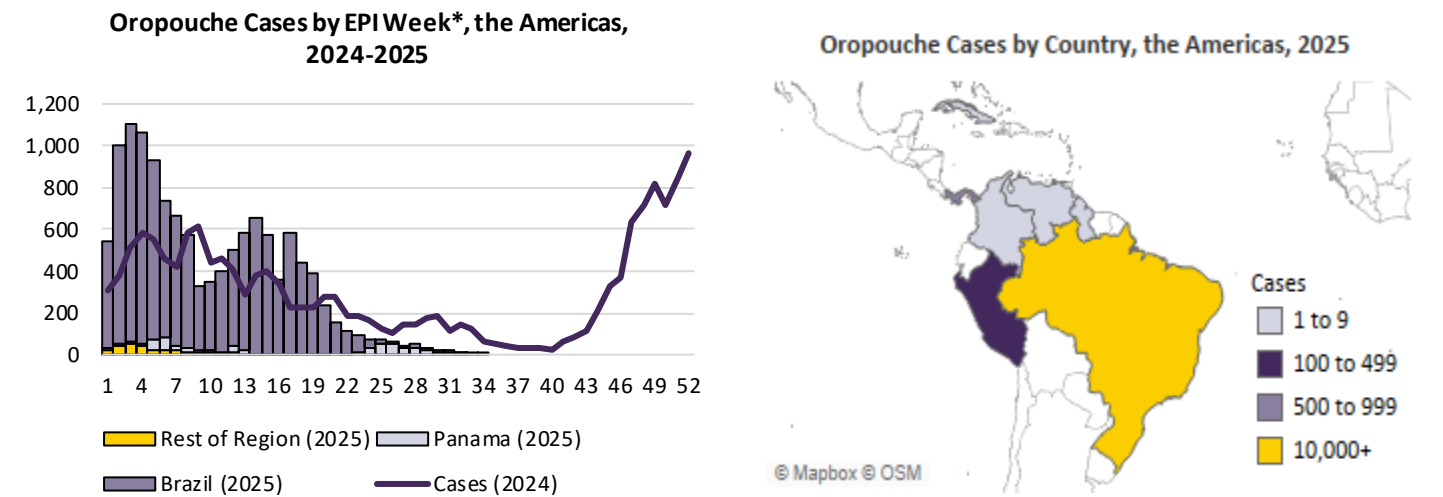 Oropouche Cases by EPI Week*, the Americas,
2024-2025
1,200
1,000
800
600
400
200
0
1 4 7 10 13 16 19 22 25 28 31 34 37 40 43 46 49 52
Rest of Region (2025) Panama (2025)
Brazil (2025) Cases (2024)
Oropouche Cases by Country, the Americas, 2025
Cases
1 to 9
100 to 499
500 to 999
10,000+
© Mapbox © OSM